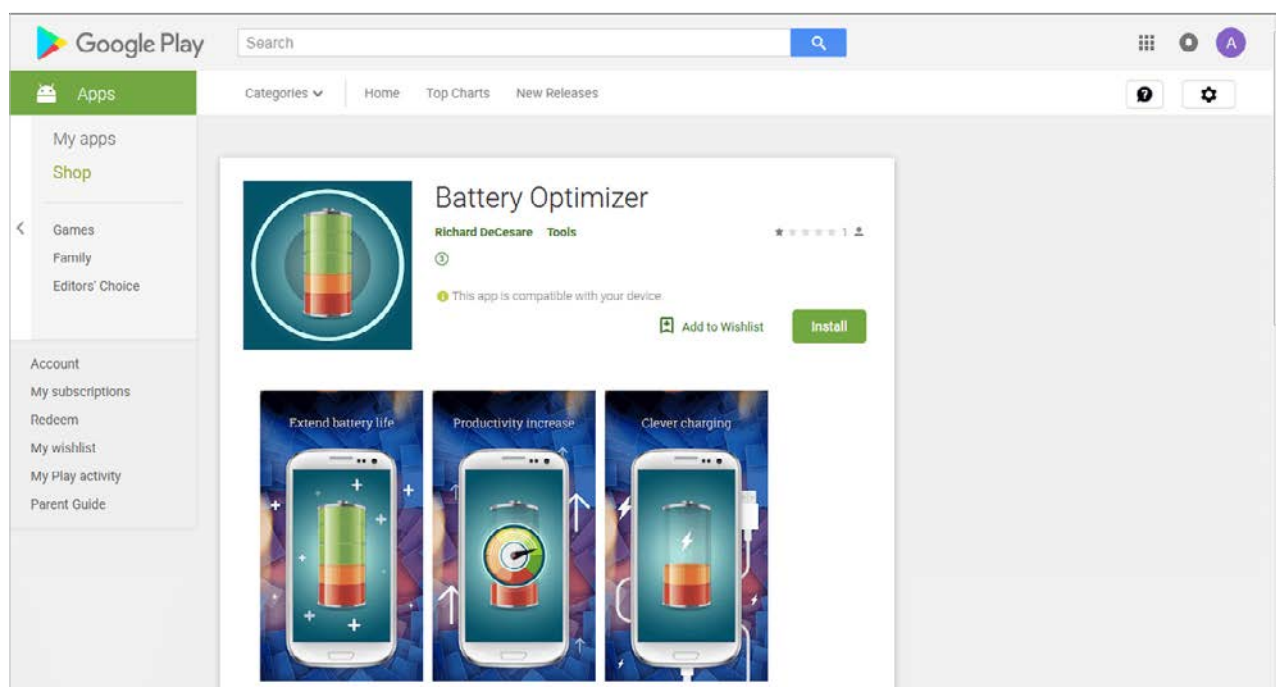 Google Play
Search
A
Apps
Categories
Home
Top Charts
New Releases
My apps
Shop
Games
Family
Editors' Choice
Account
My subscriptions
Redeem
My wishlist
My Play activity
Parent Guide
Battery Optimizer
Richard DeCesare Tools
1
3
This app is compatible with your device.
Add to Wishlist
Install
Extend battery life
Productivity increase
Clever charging